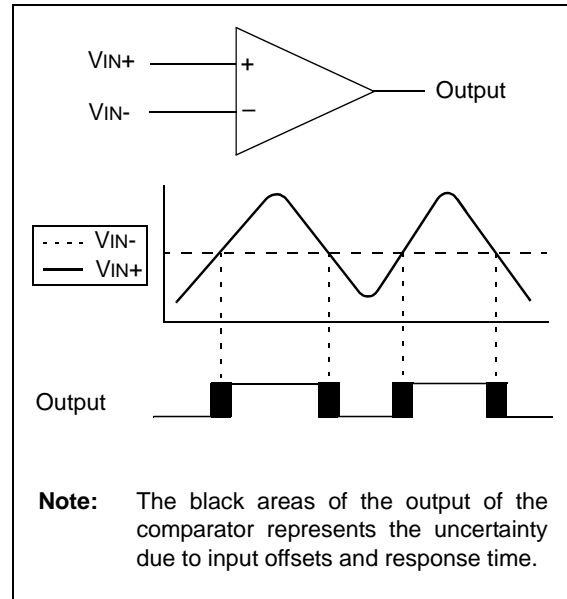 VIN+
+
Output
VIN-
–
VIN-
VIN+
Output
Note: The black areas of the output of the
comparator represents the uncertainty
due to input offsets and response time.